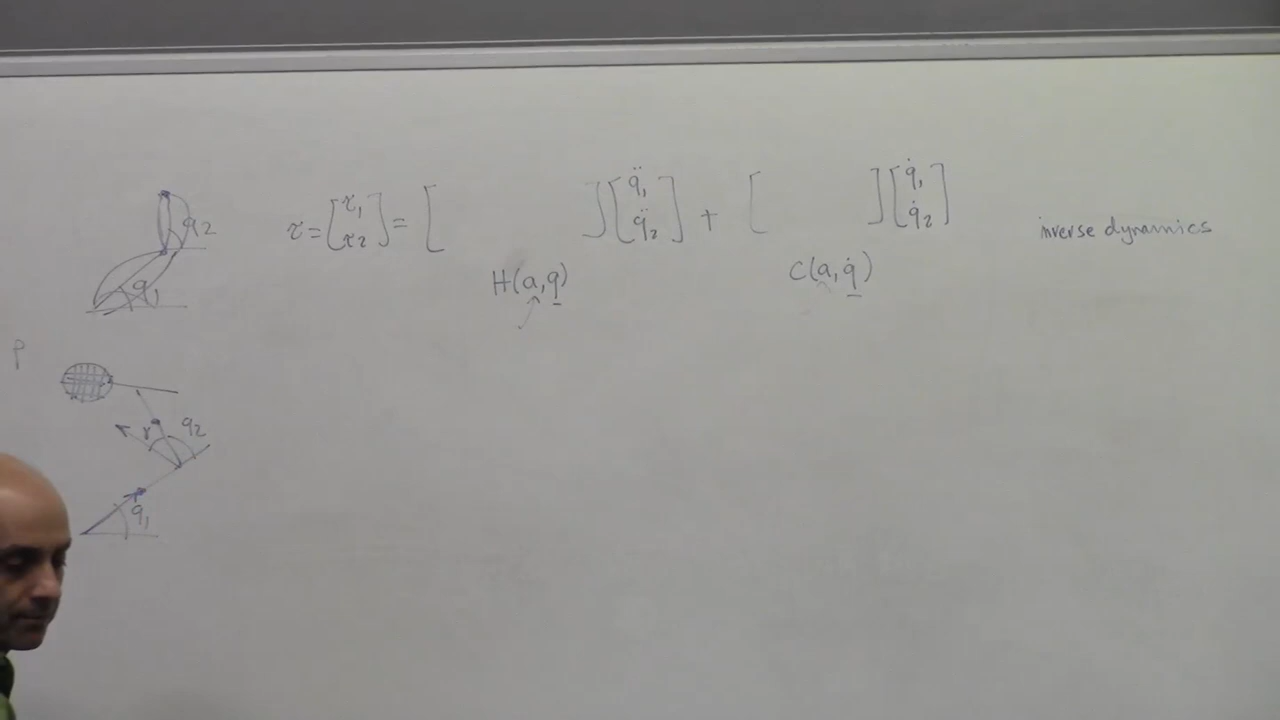 τ = [τ₁ τ₂] = [ ] [q̈₁ q̈₂] + [ ] [q̇₁ q̇₂]
inverse dynamics
H(a, q) C(a, q̇)
q₂
q₁
P
r q₂
q₁